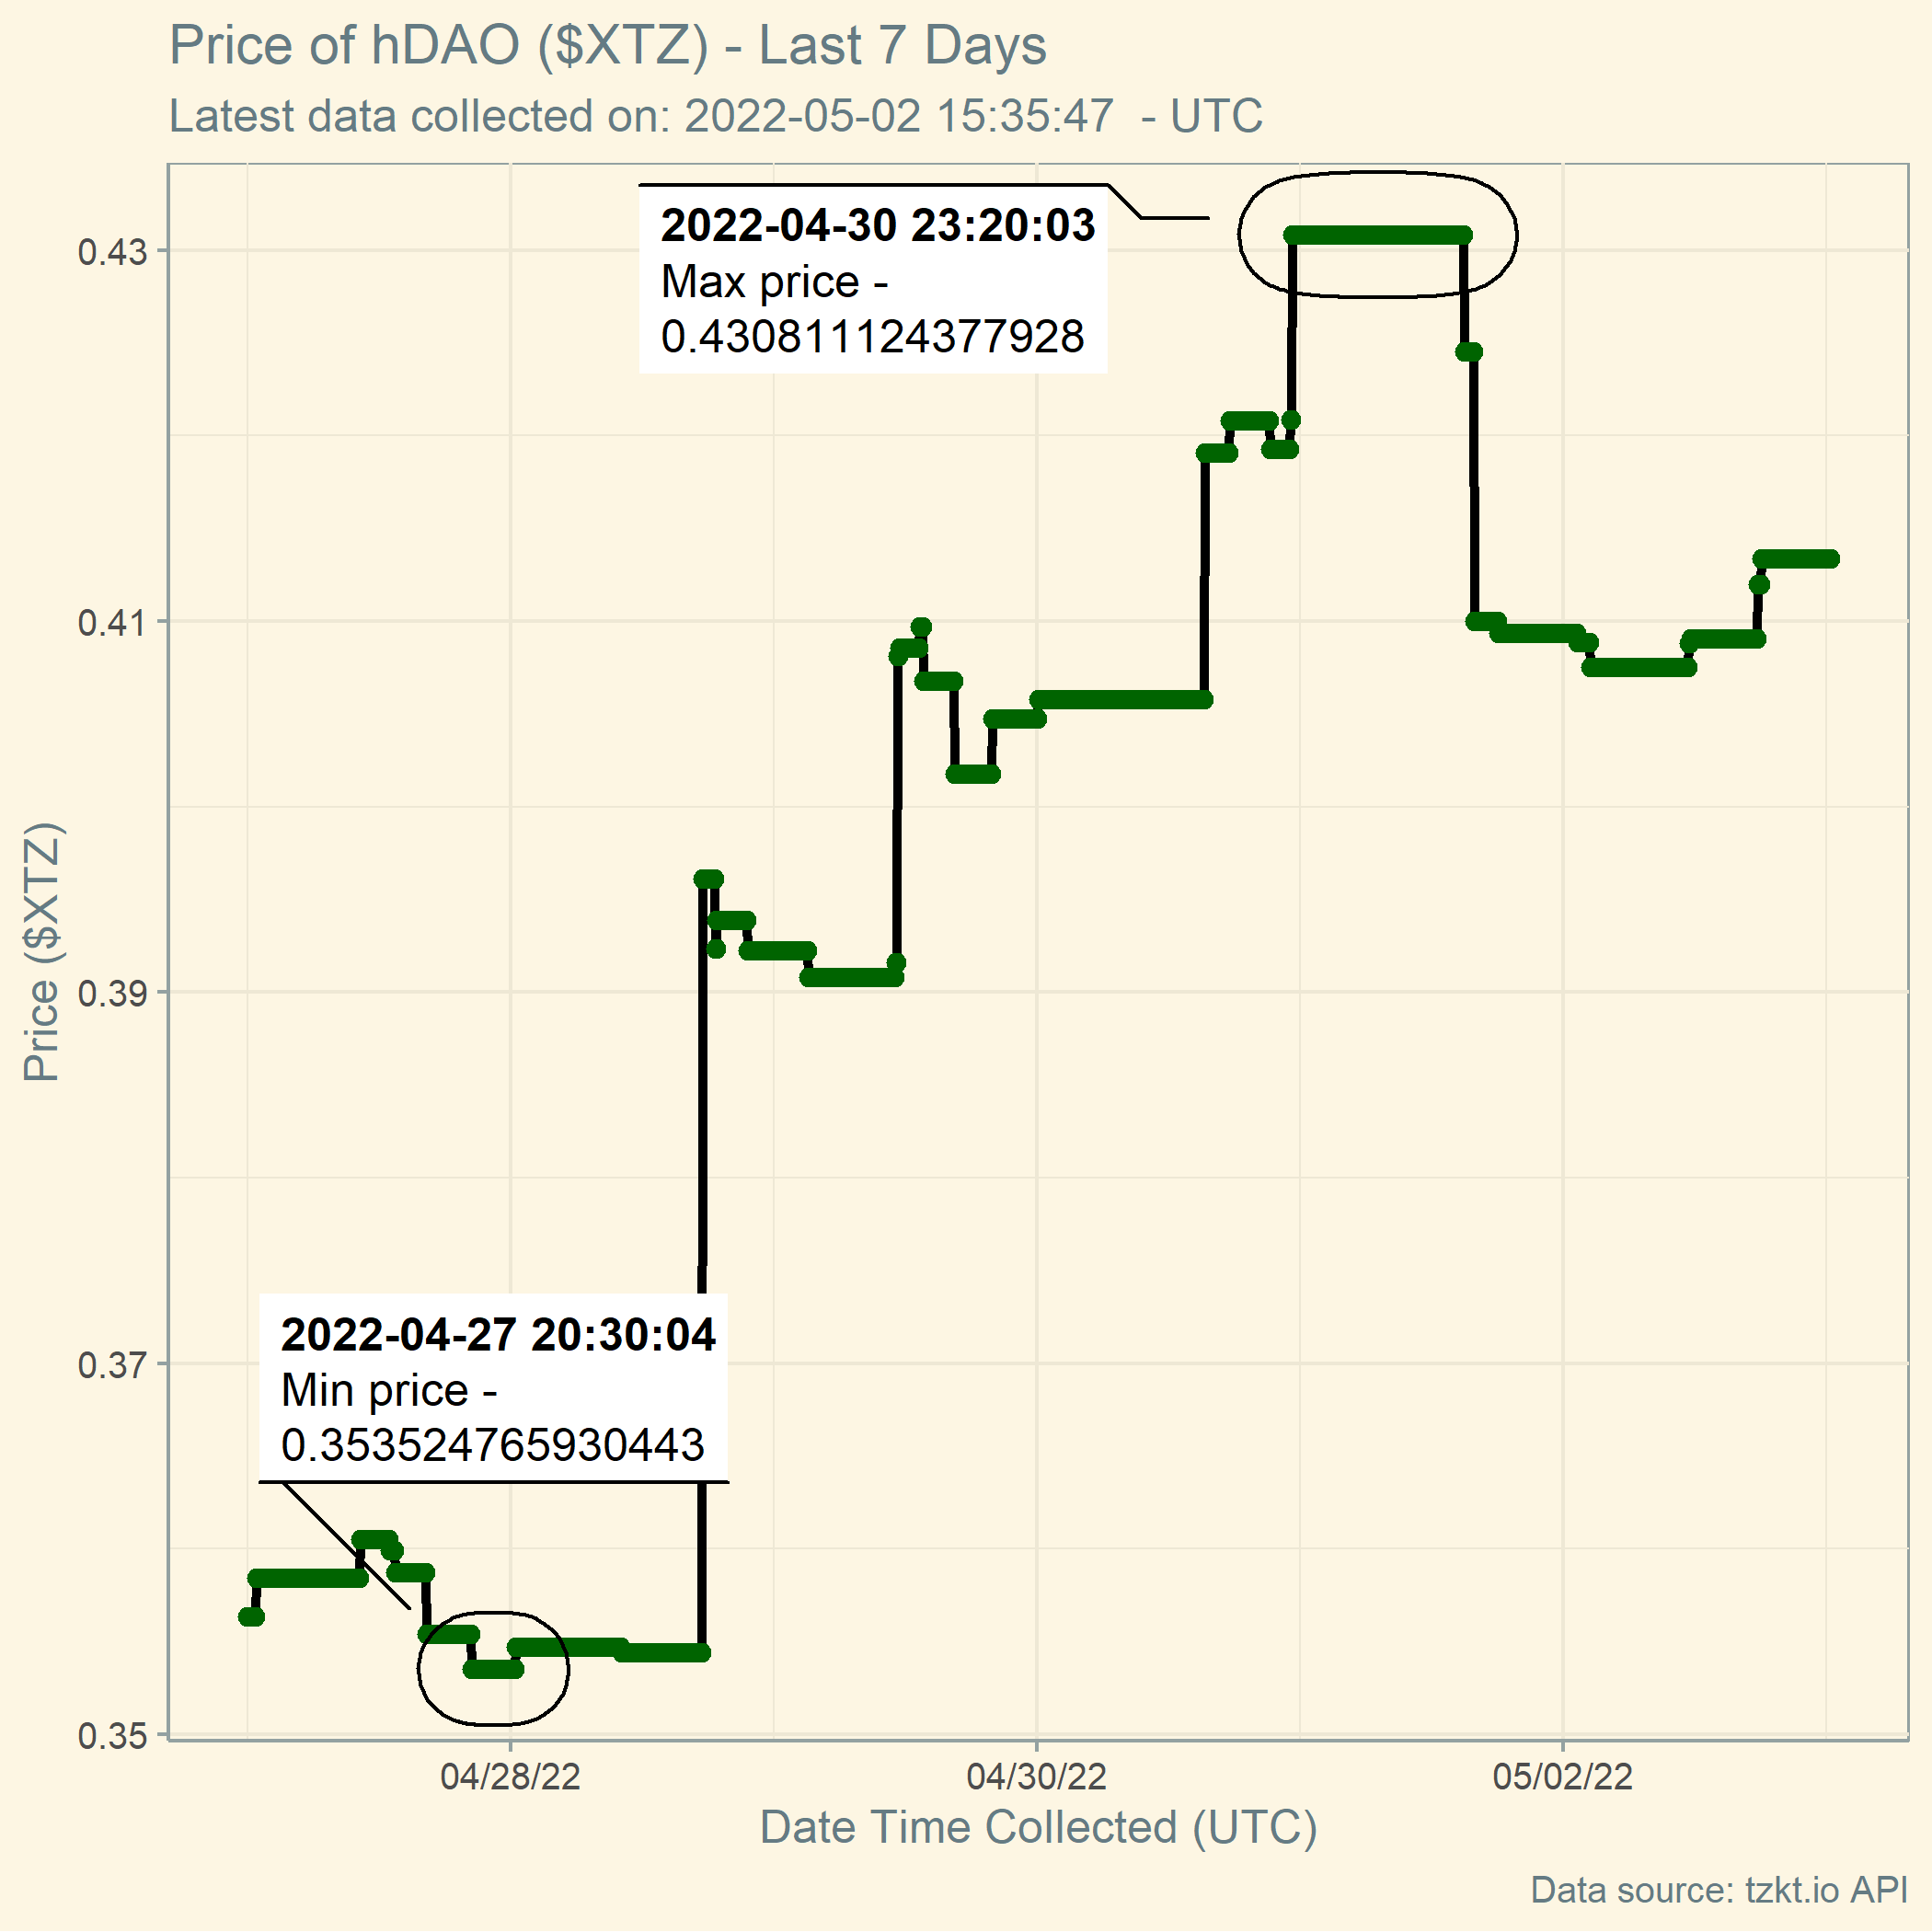 Price of hDAO ($XTZ) - Last 7 Days
Latest data collected on: 2022-05-02 15:35:47  - UTC
2022-04-30 23:20:03
Max price -
0.430811124377928
0.43
0.41
0.39
0.37
0.35
Price ($XTZ)
2022-04-27 20:30:04
Min price -
0.353524765930443
04/28/22
04/30/22
05/02/22
Date Time Collected (UTC)
Data source: tzkt.io API